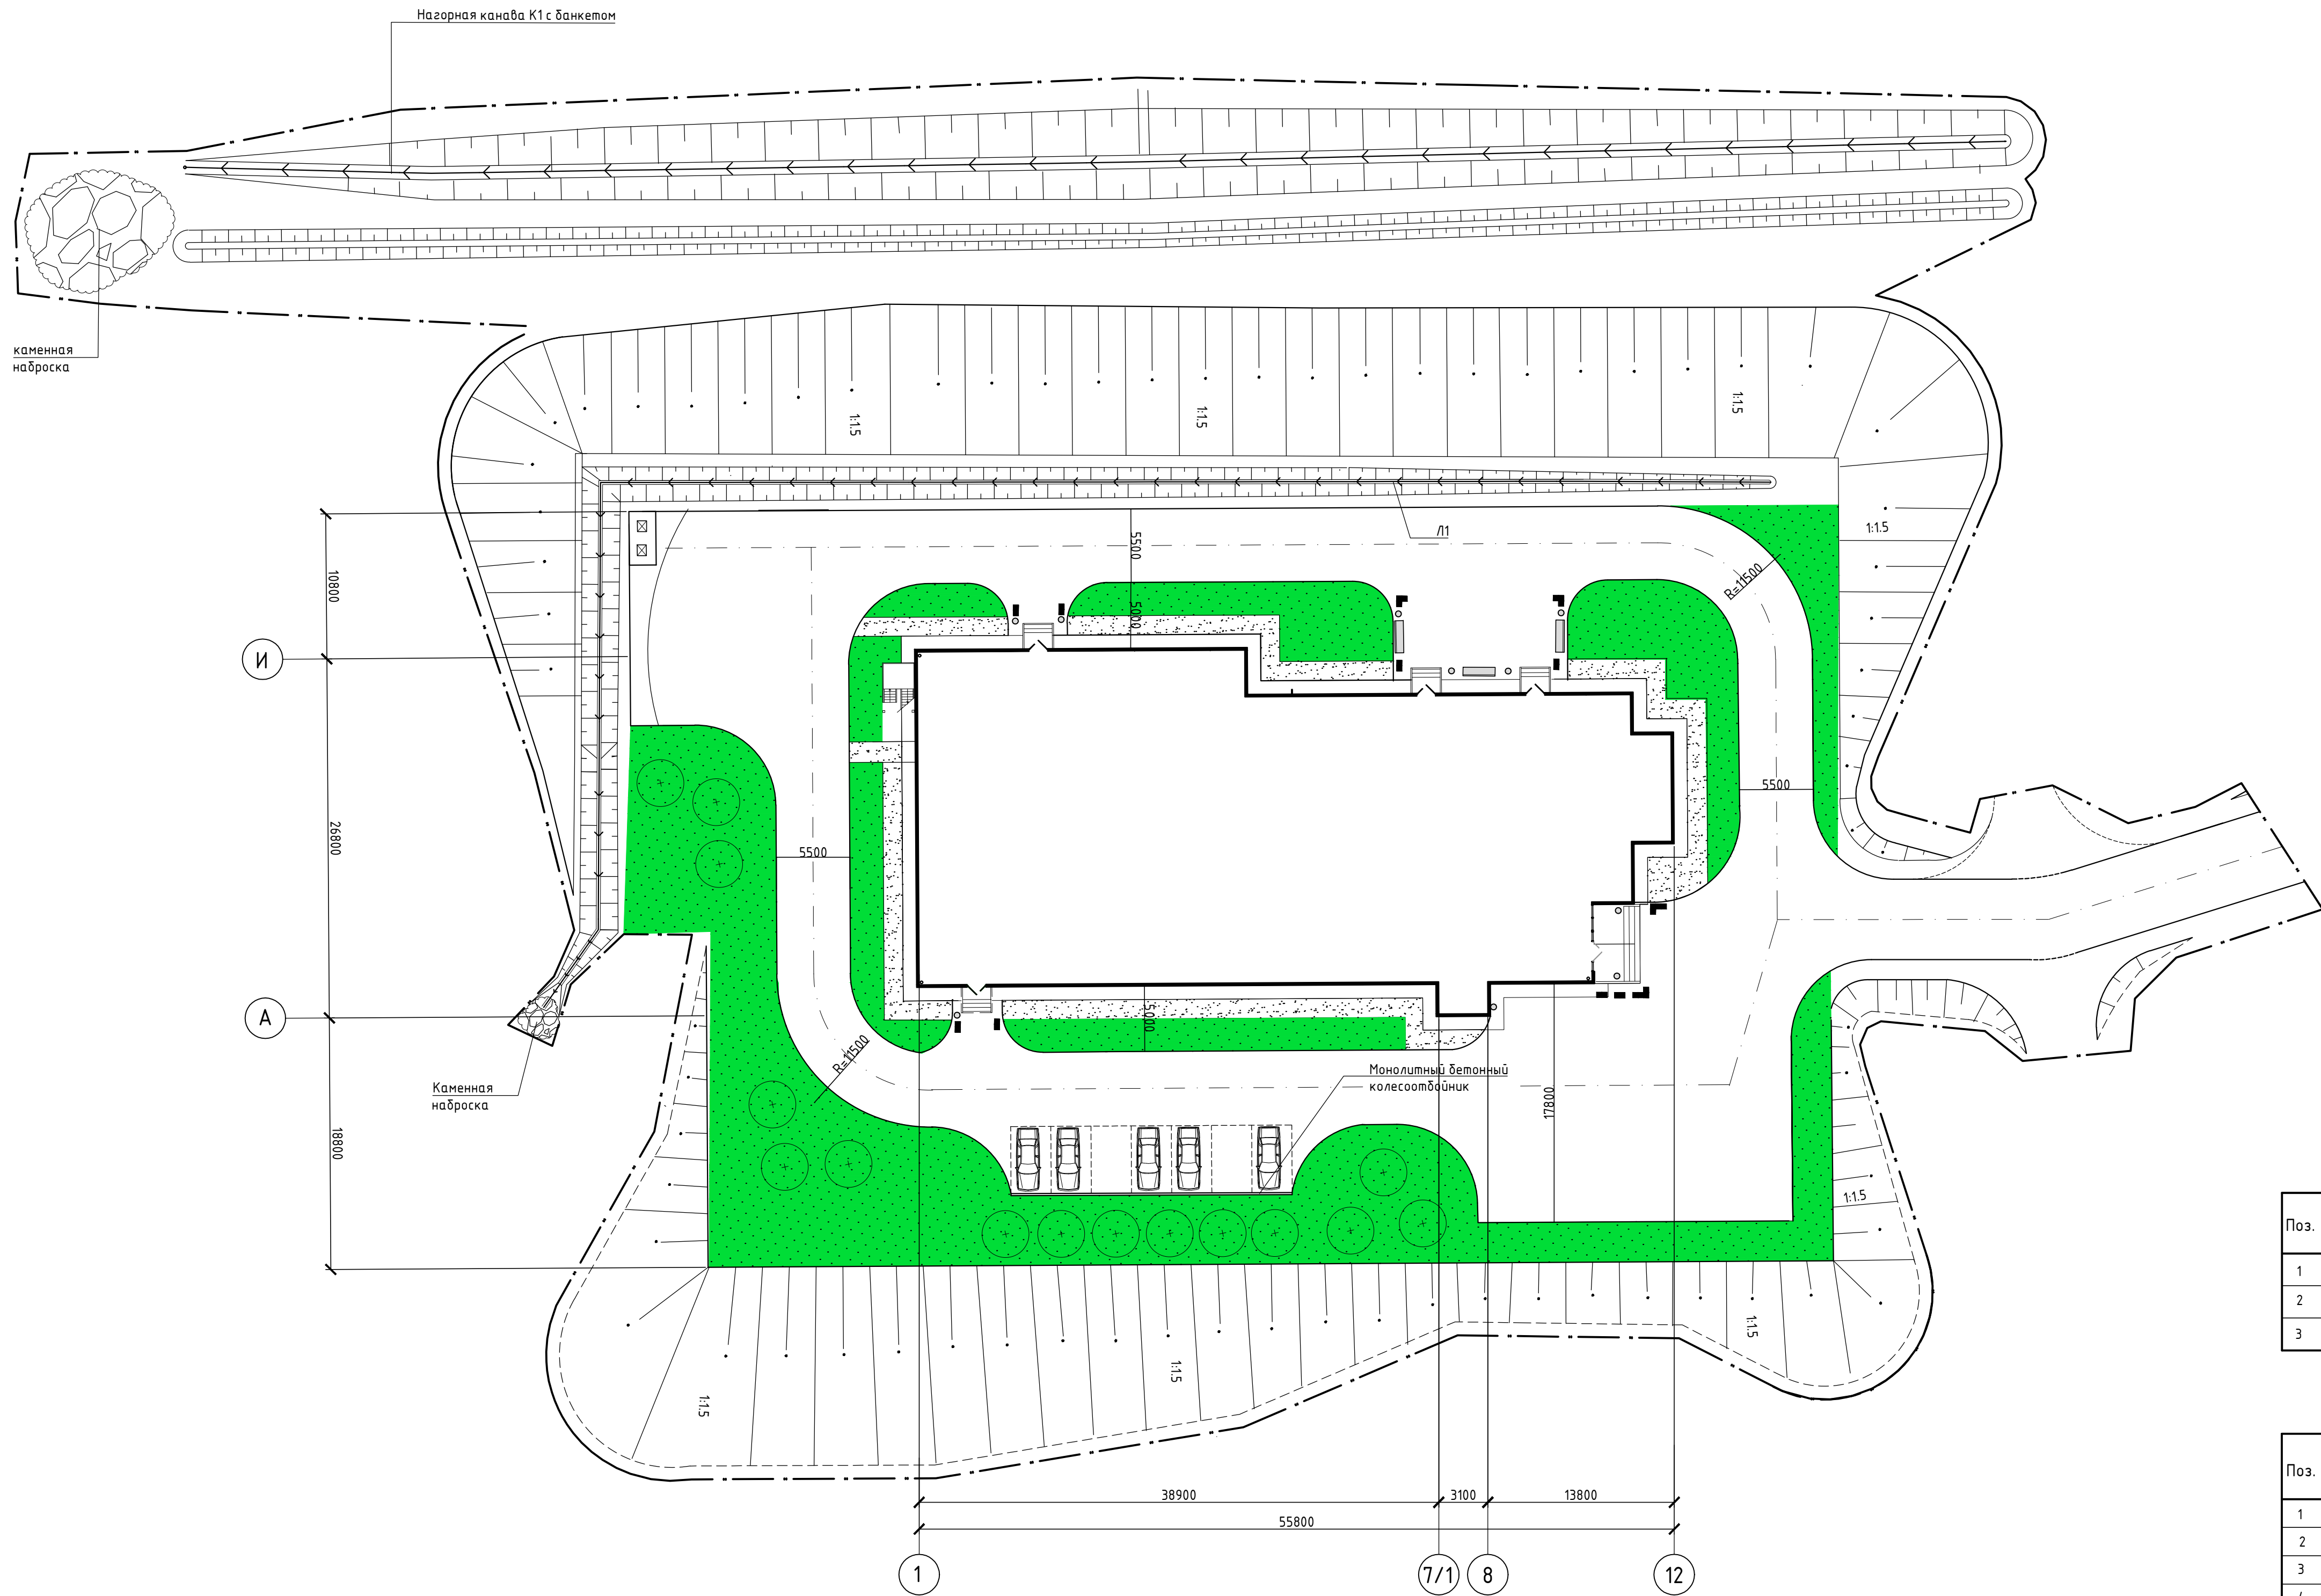 Нагорная канава К1 с банкетом
каменная
наброска
1:1.5
1:1.5
1:1.5
1:1.5
Л1
5500
5000
R=11500
10800
И
26800
5500
5500
А
5000
R=11500
Каменная
наброска
Монолитный бетонный
колесоотбойник
17800
18800
1:1.5
1:1.5
1:1.5
1:1.5
Поз.
1
2
3
Поз.
1
2
3
38900
3100
13800
55800
1
7/1
8
12